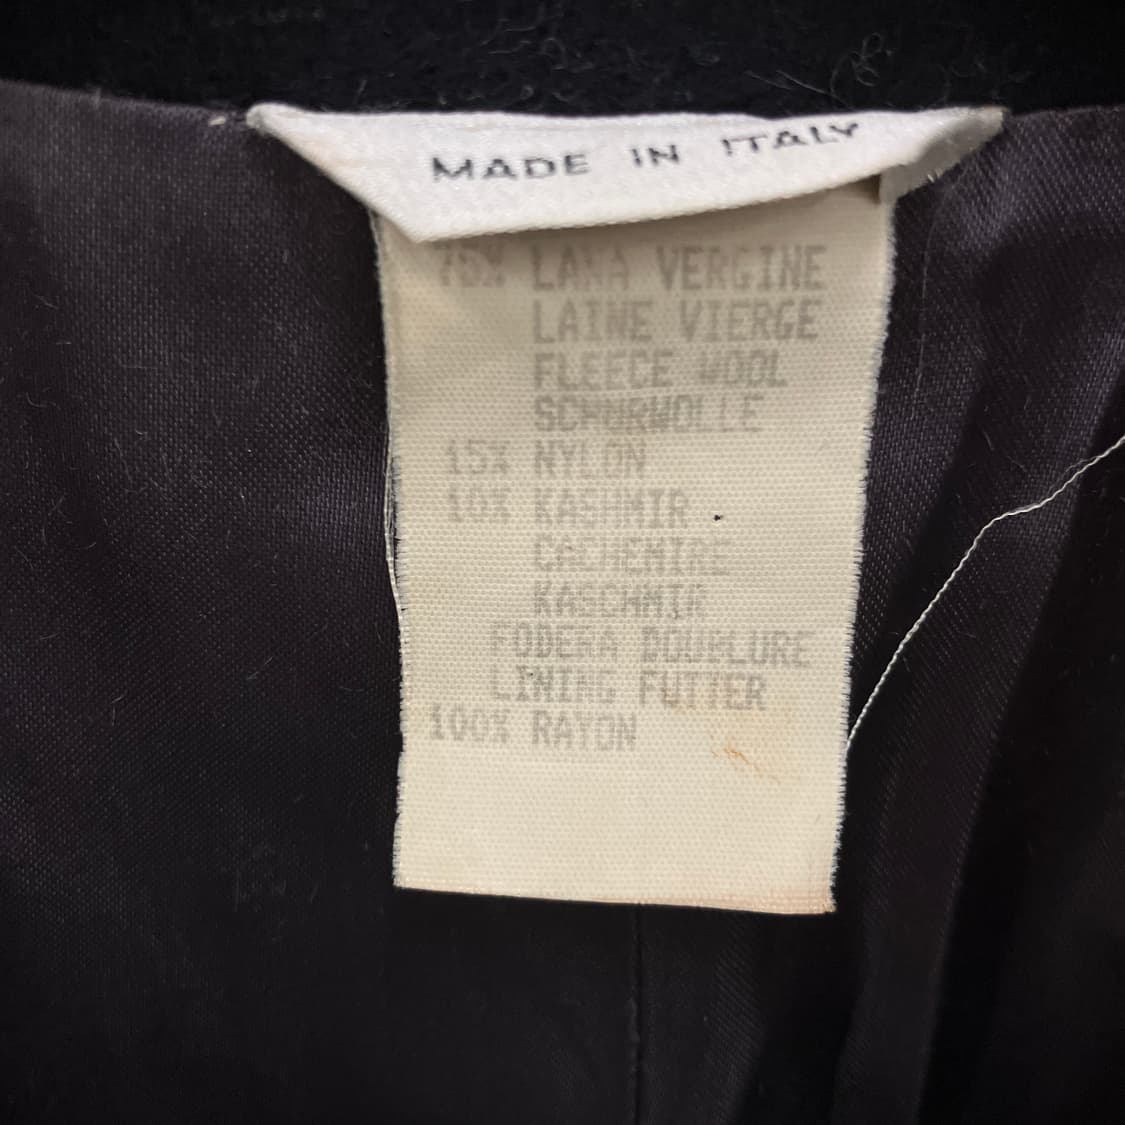 MADE IN ITALY
75% LANA VERGINE
LAINE VIERGE
FLEECE WOOL
SCHURWOLLE
15% NYLON
10% KASHMIR
CACHEMIRE
KASCHMIR
FODERA DOUBLURE
LINING FUTTER
100% RAYON